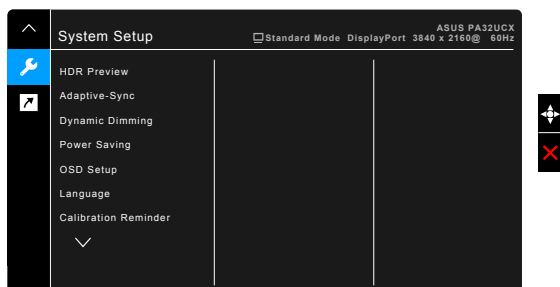 ASUS PA32UCX
System Setup
Standard Mode DisplayPort 3840 x 2160@ 60Hz
HDR Preview
Adaptive-Sync
Dynamic Dimming
Power Saving
OSD Setup
Language
Calibration Reminder